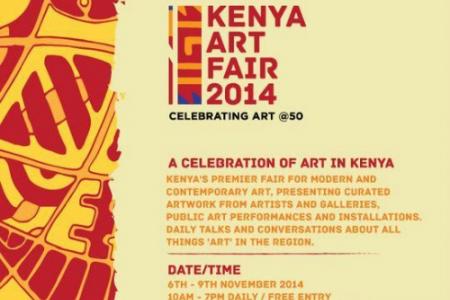 KENYA
ART
FAIR
2014
CELEBRATING ART @50
A CELEBRATION OF ART IN KENYA
KENYA'S PREMIER FAIR FOR MODERN AND
CONTEMPORARY ART, PRESENTING CURATED
ARTWORK FROM ARTISTS AND GALLERIES,
PUBLIC ART PERFORMANCES AND INSTALLATIONS.
DAILY TALKS AND CONVERSATIONS ABOUT ALL
THINGS 'ART' IN THE REGION.
DATE/TIME
6TH - 9TH NOVEMBER 2014
10AM - 7PM DAILY / FREE ENTRY